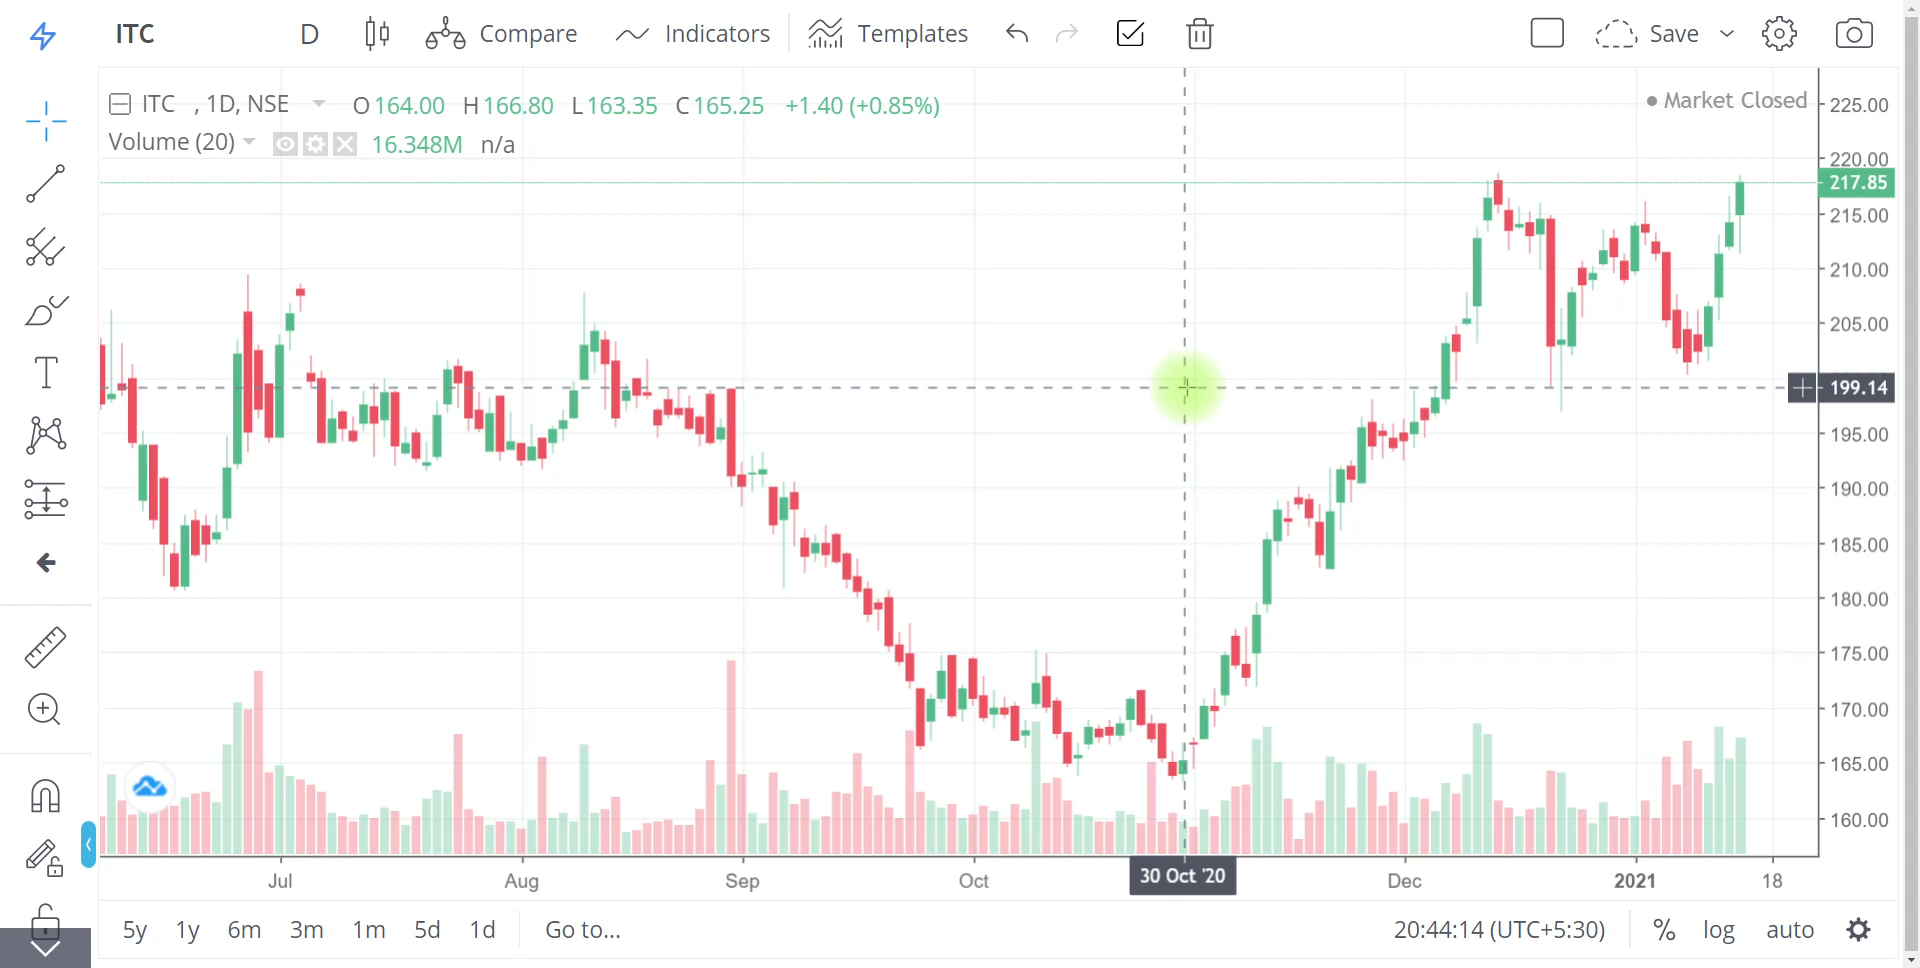 ITC D Compare Indicators Templates Save
ITC , 1D, NSE O 164.00 H 166.80 L 163.35 C 165.25 +1.40 (+0.85%)
Market Closed
Volume (20) 16.348M n/a
225.00
220.00
217.85
215.00
210.00
205.00
199.14
195.00
190.00
185.00
180.00
175.00
170.00
165.00
160.00
Jul Aug Sep Oct 30 Oct '20 Dec 2021 18
5y 1y 6m 3m 1m 5d 1d Go to... 20:44:14 (UTC+5:30) % log auto